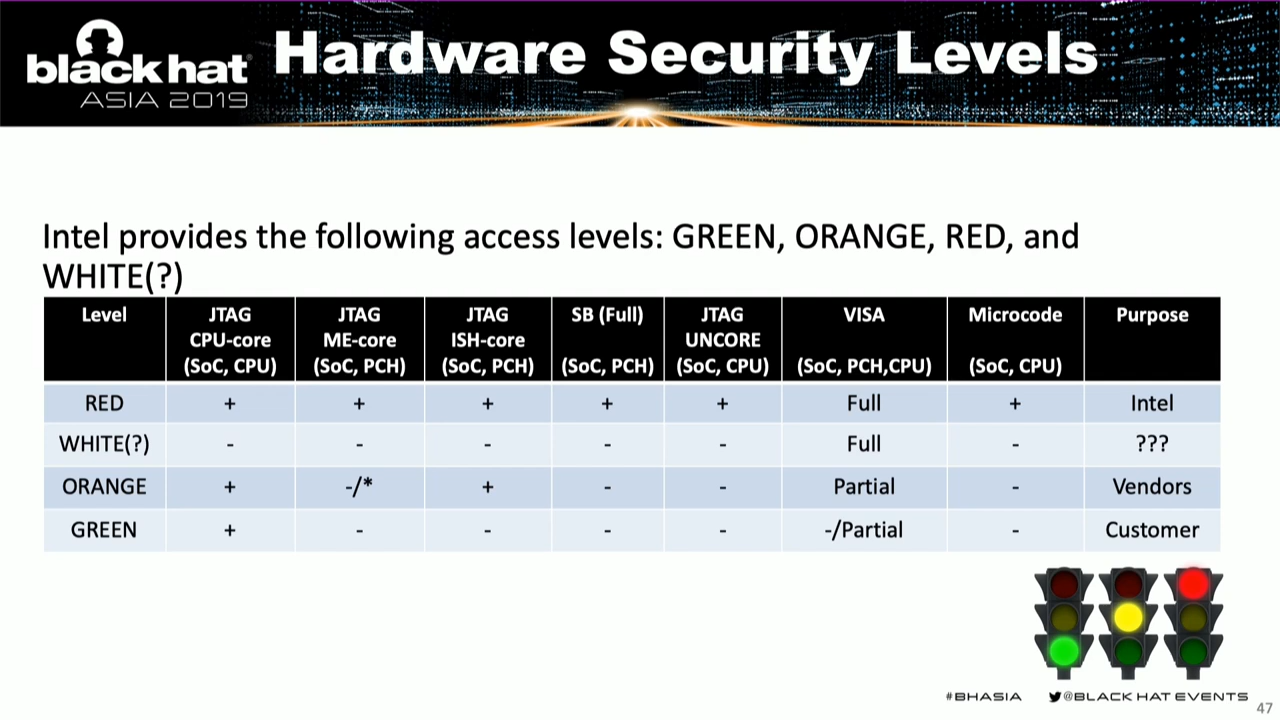 black hat
ASIA 2019
Hardware Security Levels
Intel provides the following access levels: GREEN, ORANGE, RED, and
WHITE(?)
Level JTAG JTAG JTAG SB (Full) JTAG VISA Microcode Purpose
CPU-core ME-core ISH-core UNCORE
(SoC, CPU) (SoC, PCH) (SoC, PCH) (SoC, PCH) (SoC, CPU) (SoC, PCH,CPU) (SoC, CPU)
RED + + + + + Full + Intel
WHITE(?) - - - - - Full - ???
ORANGE + -/* + - - Partial - Vendors
GREEN + - - - - -/Partial - Customer
#BHASIA @BLACK HAT EVENTS
47